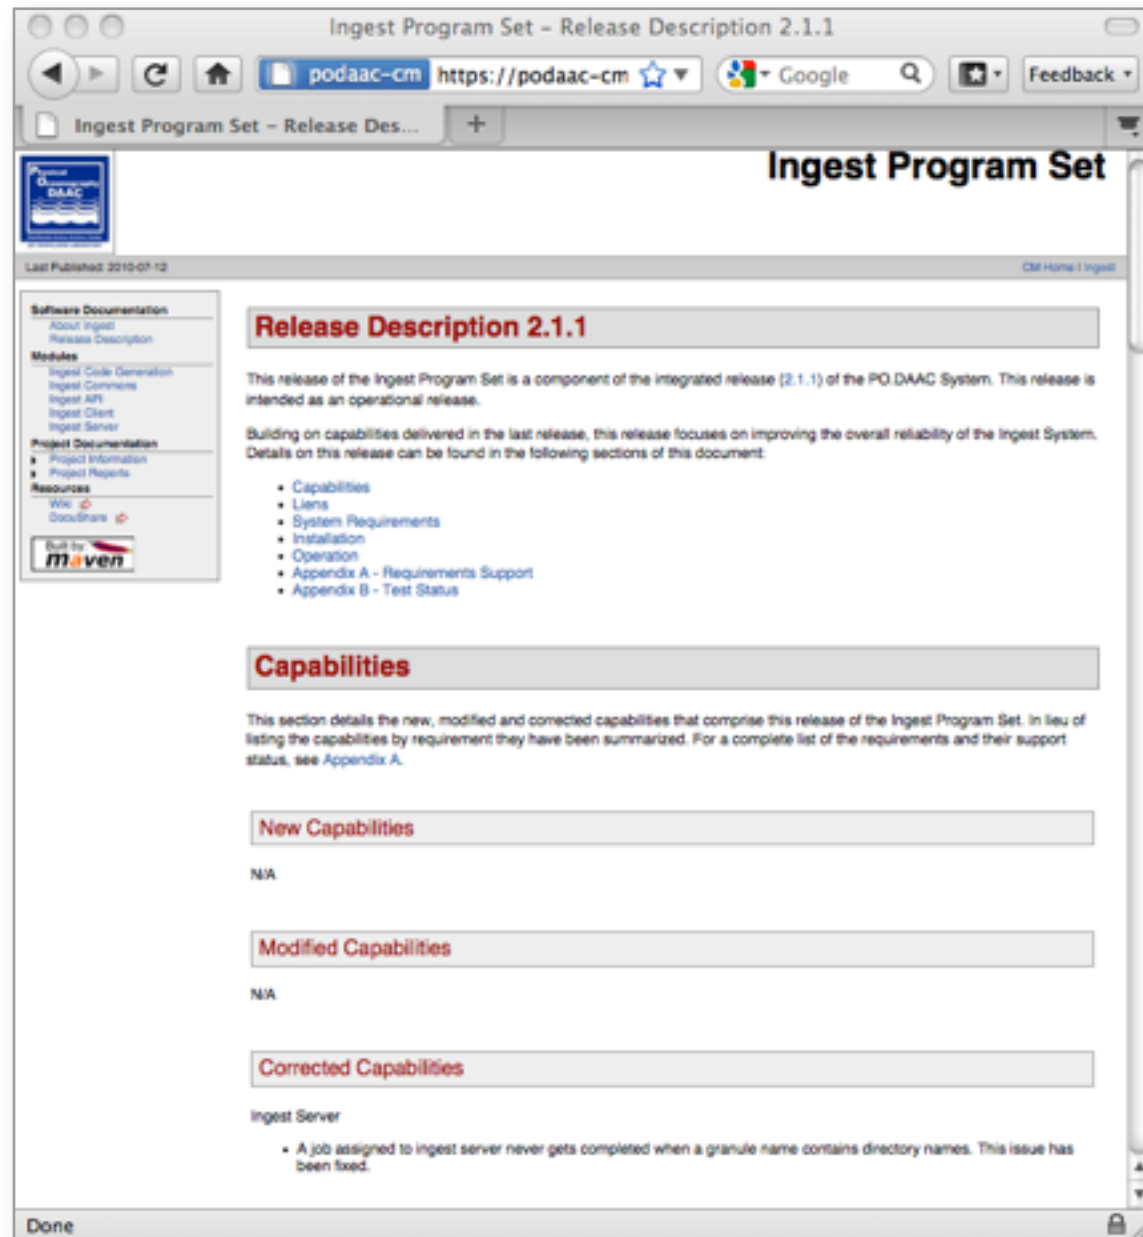 Ingest Program Set – Release Description 2.1.1
podaac-cm https://podaac-cm Google Feedback
Ingest Program Set – Release Des... +
Physical
Oceanography
DAAC
Ingest Program Set
Last Published: 2010-07-12
CM Home | Ingest
Software Documentation
About Ingest
Release Description
Modules
Ingest Code Generation
Ingest Commons
Ingest API
Ingest Client
Ingest Server
Project Documentation
Project Information
Project Reports
Resources
Wiki
DocuShare
Built by
maven
Release Description 2.1.1
This release of the Ingest Program Set is a component of the integrated release (2.1.1) of the PO.DAAC System. This release is
intended as an operational release.
Building on capabilities delivered in the last release, this release focuses on improving the overall reliability of the Ingest System.
Details on this release can be found in the following sections of this document:
• Capabilities
• Liens
• System Requirements
• Installation
• Operation
• Appendix A - Requirements Support
• Appendix B - Test Status
Capabilities
This section details the new, modified and corrected capabilities that comprise this release of the Ingest Program Set. In lieu of
listing the capabilities by requirement they have been summarized. For a complete list of the requirements and their support
status, see Appendix A.
New Capabilities
N/A
Modified Capabilities
N/A
Corrected Capabilities
Ingest Server
• A job assigned to ingest server never gets completed when a granule name contains directory names. This issue has
been fixed.
Done